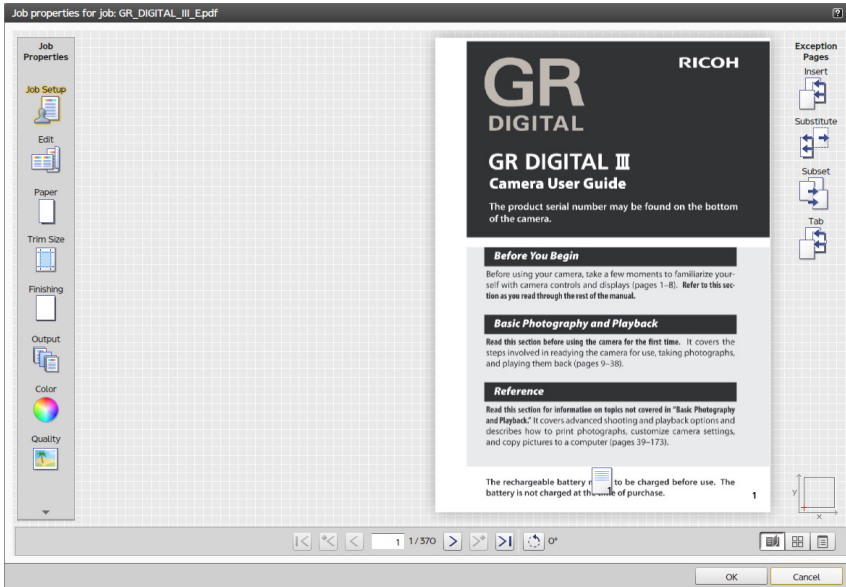 Job properties for job: GR_DIGITAL_III_E.pdf
?
Job
Properties
Job Setup
Edit
Paper
Trim Size
Finishing
Output
Color
Quality
GR
DIGITAL
RICOH
GR DIGITAL III
Camera User Guide
The product serial number may be found on the bottom
of the camera.
Before You Begin
Before using your camera, take a few moments to familiarize your-
self with camera controls and displays (pages 1–8). Refer to this sec-
tion as you read through the rest of the manual.
Basic Photography and Playback
Read this section before using the camera for the first time. It covers the
steps involved in readying the camera for use, taking photographs,
and playing them back (pages 9–38).
Reference
Read this section for information on topics not covered in "Basic Photography
and Playback." It covers advanced shooting and playback options and
describes how to print photographs, customize camera settings,
and copy pictures to a computer (pages 39–173).
The rechargeable battery to be charged before use. The
battery is not charged at the of purchase.
1
1
Exception
Pages
Insert
Substitute
Subset
Tab
y
x
1 1/370 0°
OK Cancel